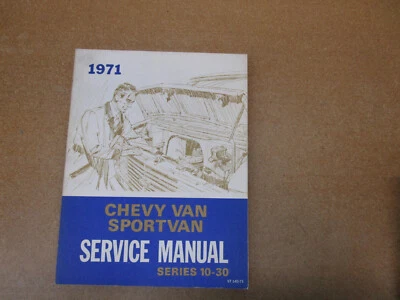 1971
CHEVY VAN
SPORTVAN
SERVICE MANUAL
SERIES 10-30